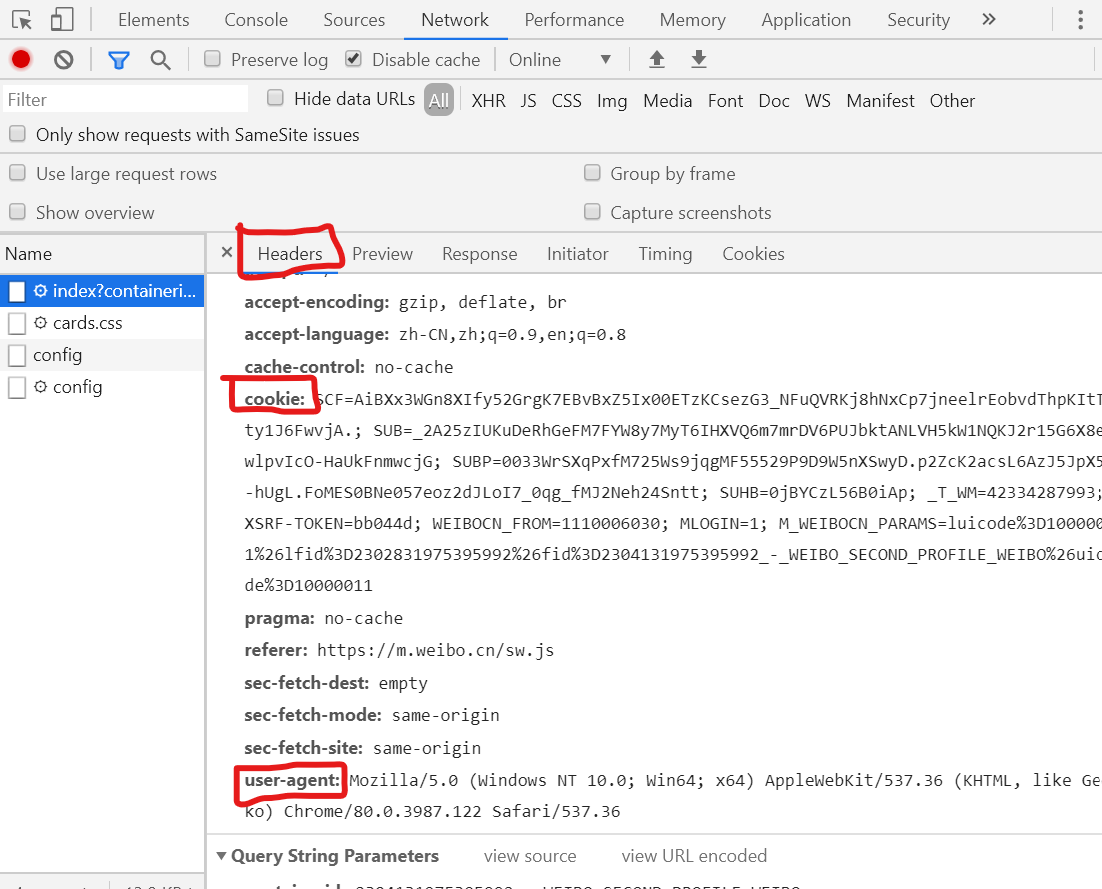 Elements Console Sources Network Performance Memory Application Security »
Preserve log Disable cache Online
Filter Hide data URLs All XHR JS CSS Img Media Font Doc WS Manifest Other
Only show requests with SameSite issues
Use large request rows Group by frame
Show overview Capture screenshots
Name × Headers Preview Response Initiator Timing Cookies
index?containeri...
cards.css
config
config
accept-encoding: gzip, deflate, br
accept-language: zh-CN,zh;q=0.9,en;q=0.8
cache-control: no-cache
cookie: SCF=AiBXx3WGn8XIfy52GrgK7EBvBxZ5Ix00ETzKCsezG3_NFuQVRKj8hNxCp7jneelrEobvdThpKItT
ty1J6FwvjA.; SUB=_2A25zIUKuDeRhGeFM7FYW8y7MyT6IHXVQ6m7mrDV6PUJbktANLVH5kW1NQKJ2r15G6X8e
wlpvIcO-HaUkFnmwcjG; SUBP=0033WrSXqPxfM725Ws9jqgMF55529P9D9W5nXSwyD.p2ZcK2acsL6AzJ5JpX5
-hUgL.FoMES0BNe057eoz2dJLoI7_0qg_fMJ2Neh24Sntt; SUHB=0jBYCzL56B0iAp; _T_WM=42334287993;
XSRF-TOKEN=bb044d; WEIBOCN_FROM=1110006030; MLOGIN=1; M_WEIBOCN_PARAMS=luicode%3D100000
1%26lfid%3D2302831975395992%26fid%3D2304131975395992_-_WEIBO_SECOND_PROFILE_WEIBO%26uic
de%3D10000011
pragma: no-cache
referer: https://m.weibo.cn/sw.js
sec-fetch-dest: empty
sec-fetch-mode: same-origin
sec-fetch-site: same-origin
user-agent: Mozilla/5.0 (Windows NT 10.0; Win64; x64) AppleWebKit/537.36 (KHTML, like Ge
ko) Chrome/80.0.3987.122 Safari/537.36
Query String Parameters view source view URL encoded